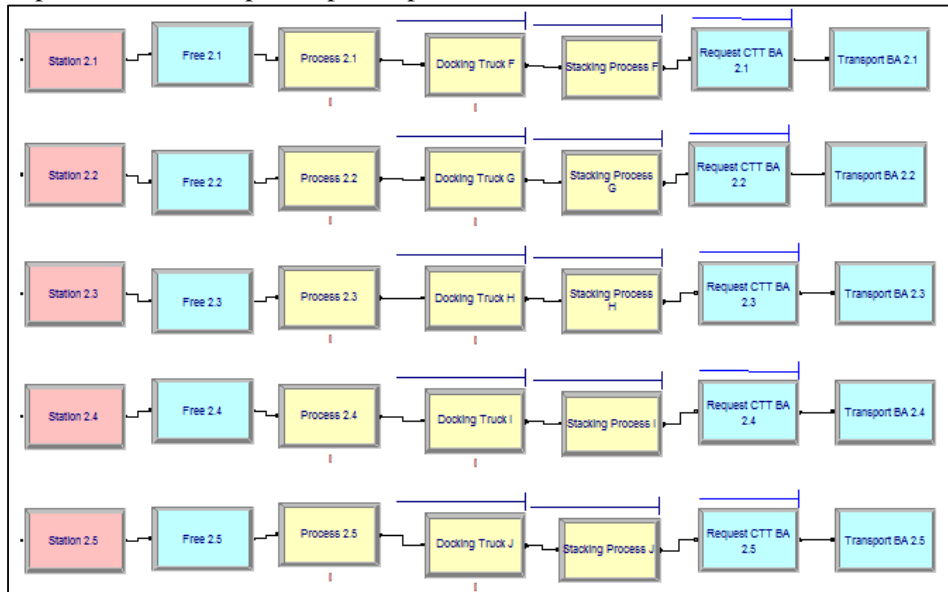 Station 2.1
Free 2.1
Process 2.1
Docking Truck F
Stacking Process F
Request CTT BA
2.1
Transport BA 2.1
Station 2.2
Free 2.2
Process 2.2
Docking Truck G
Stacking Process
G
Request CTT BA
2.2
Transport BA 2.2
Station 2.3
Free 2.3
Process 2.3
Docking Truck H
Stacking Process
H
Request CTT BA
2.3
Transport BA 2.3
Station 2.4
Free 2.4
Process 2.4
Docking Truck I
Stacking Process I
Request CTT BA
2.4
Transport BA 2.4
Station 2.5
Free 2.5
Process 2.5
Docking Truck J
Stacking Process J
Request CTT BA
2.5
Transport BA 2.5